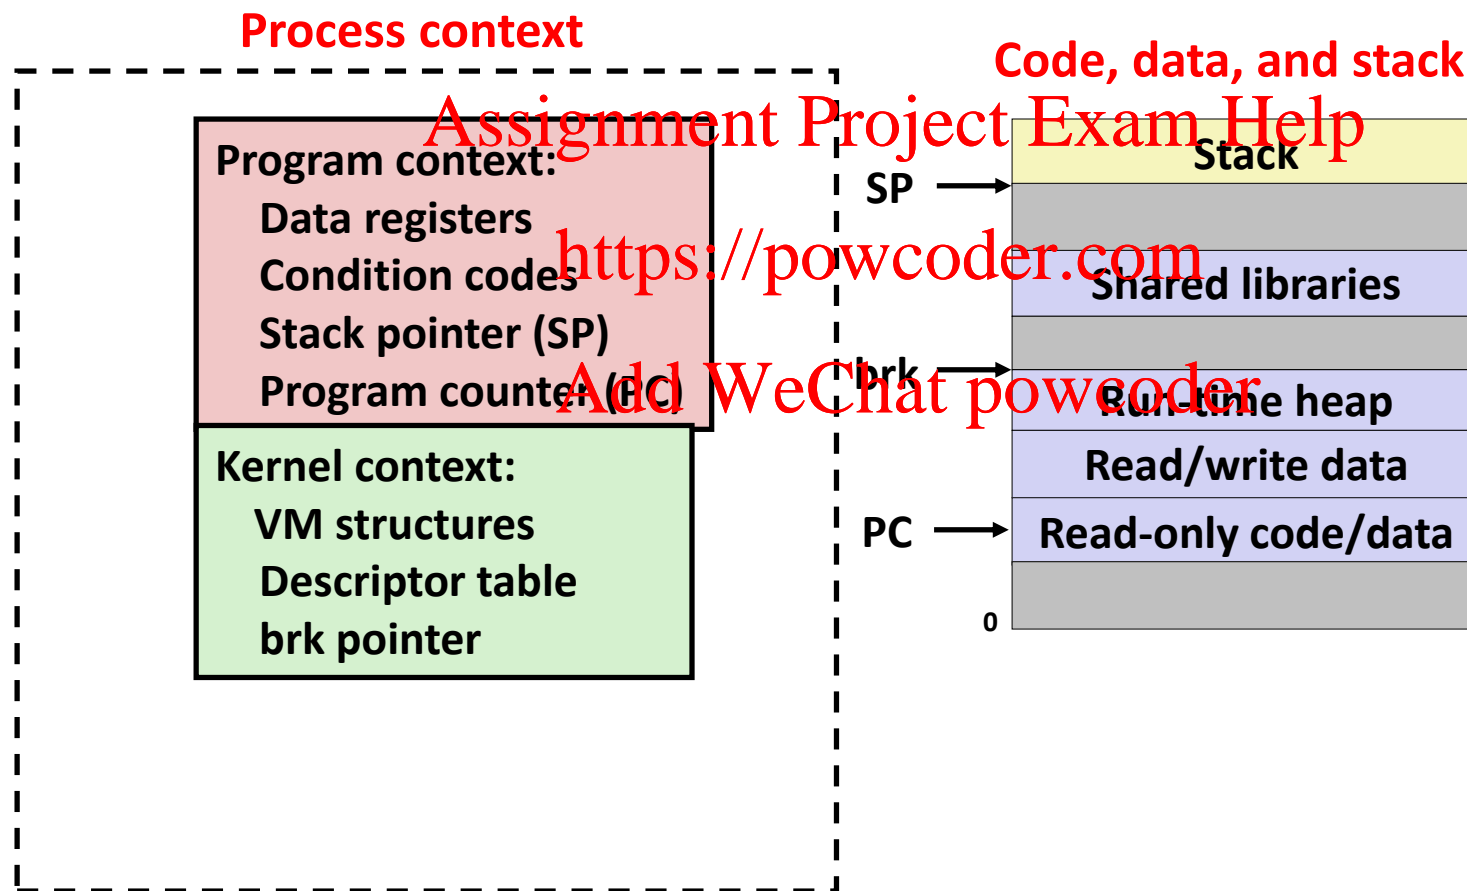 Process context
Code, data, and stack
Assignment Project Exam Help
Program context:
Data registers
Condition codes
Stack pointer (SP)
Program counter (PC)
https://powcoder.com
Add WeChat powcoder
Kernel context:
VM structures
Descriptor table
brk pointer
SP
brk
PC
0
Stack
Shared libraries
Run-time heap
Read/write data
Read-only code/data